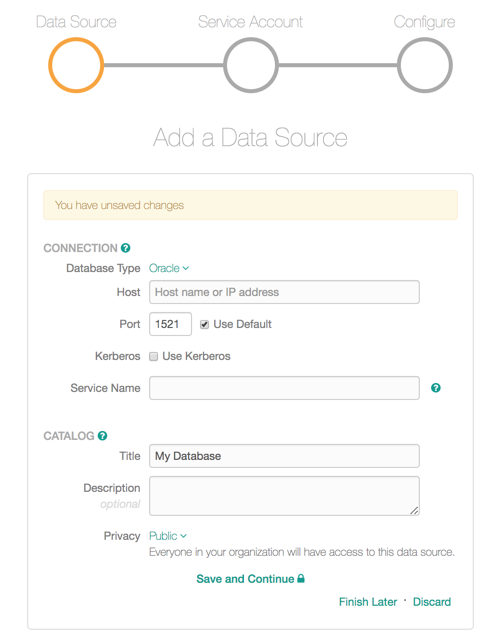 Data Source Service Account Configure
Add a Data Source
You have unsaved changes
CONNECTION ?
Database Type Oracle
Host Host name or IP address
Port 1521 Use Default
Kerberos Use Kerberos
Service Name ?
CATALOG ?
Title My Database
Description
optional
Privacy Public
Everyone in your organization will have access to this data source.
Save and Continue
Finish Later · Discard